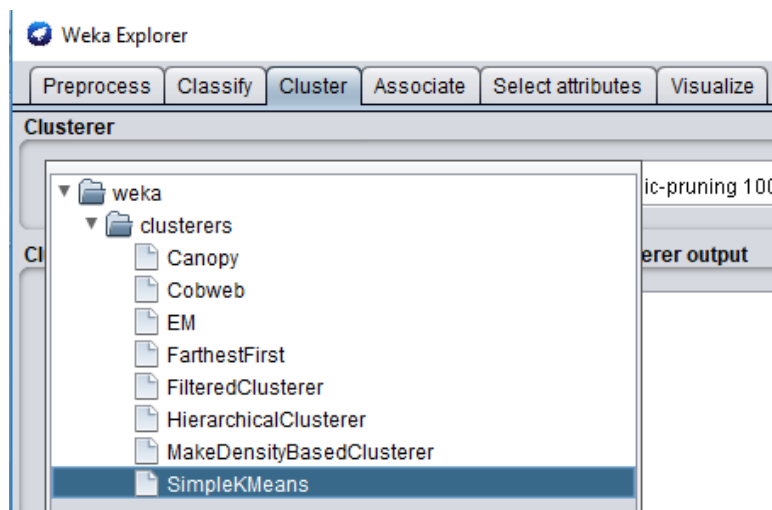 Weka Explorer
Preprocess Classify Cluster Associate Select attributes Visualize
Clusterer
weka
ic-pruning 100
clusterers
Cl
erer output
Canopy
Cobweb
EM
FarthestFirst
FilteredClusterer
HierarchicalClusterer
MakeDensityBasedClusterer
SimpleKMeans